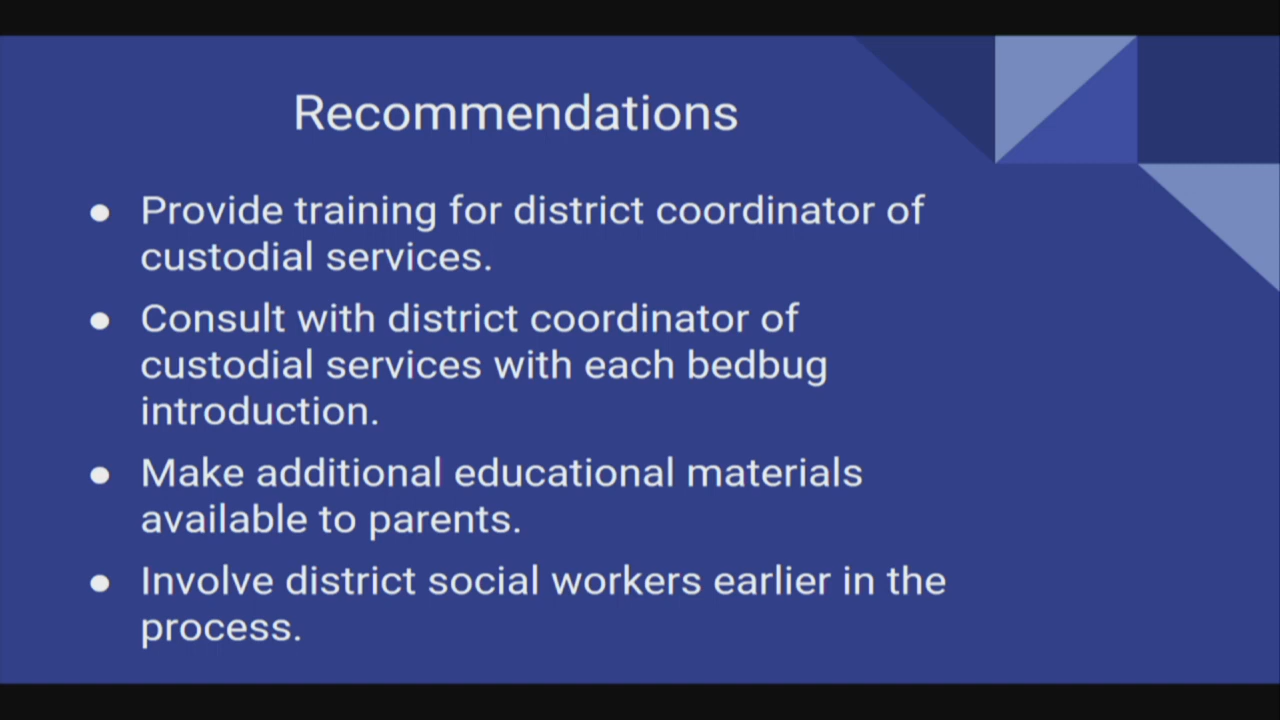 Recommendations
● Provide training for district coordinator of
custodial services.
● Consult with district coordinator of
custodial services with each bedbug
introduction.
● Make additional educational materials
available to parents.
● Involve district social workers earlier in the
process.